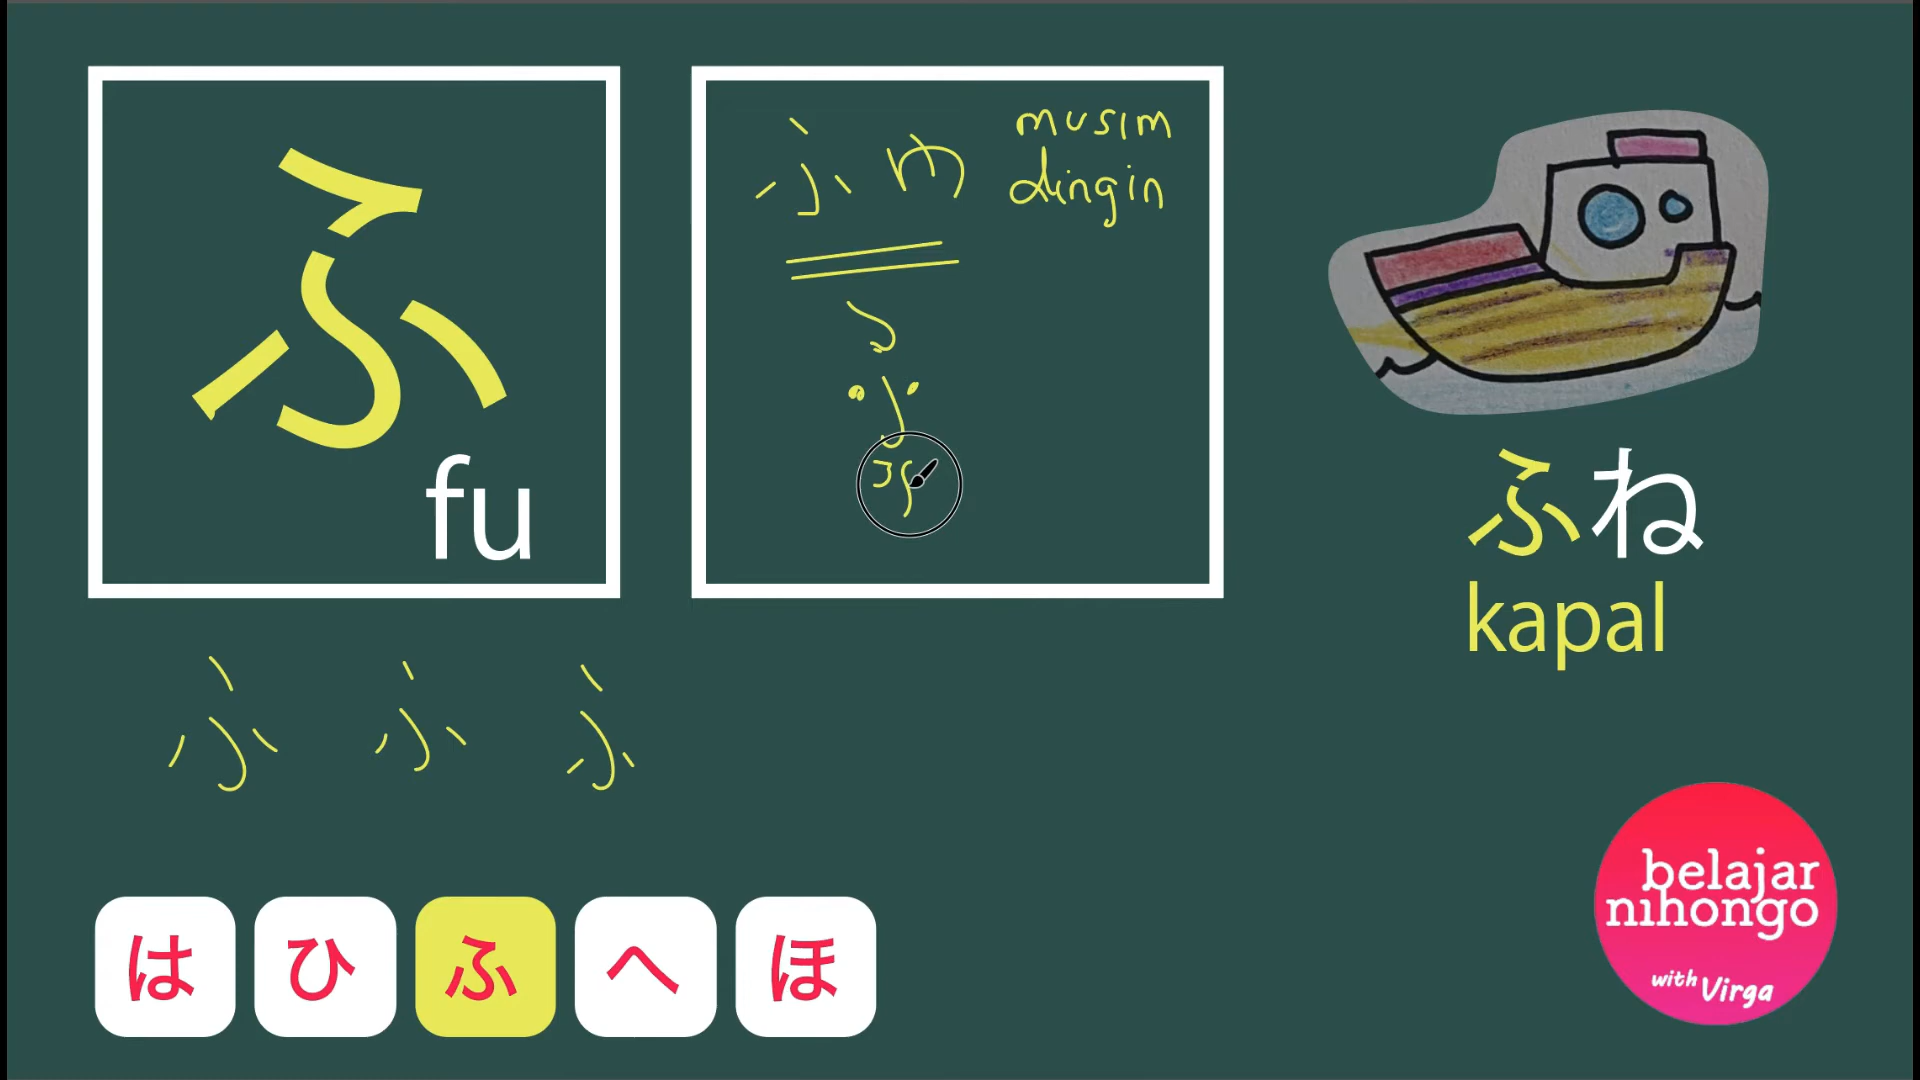 ふ
fu
ふゆ
musim
dingin
ふね
kapal
ふ ふ ふ
は ひ ふ へ ほ
belajar
nihongo
with Virga